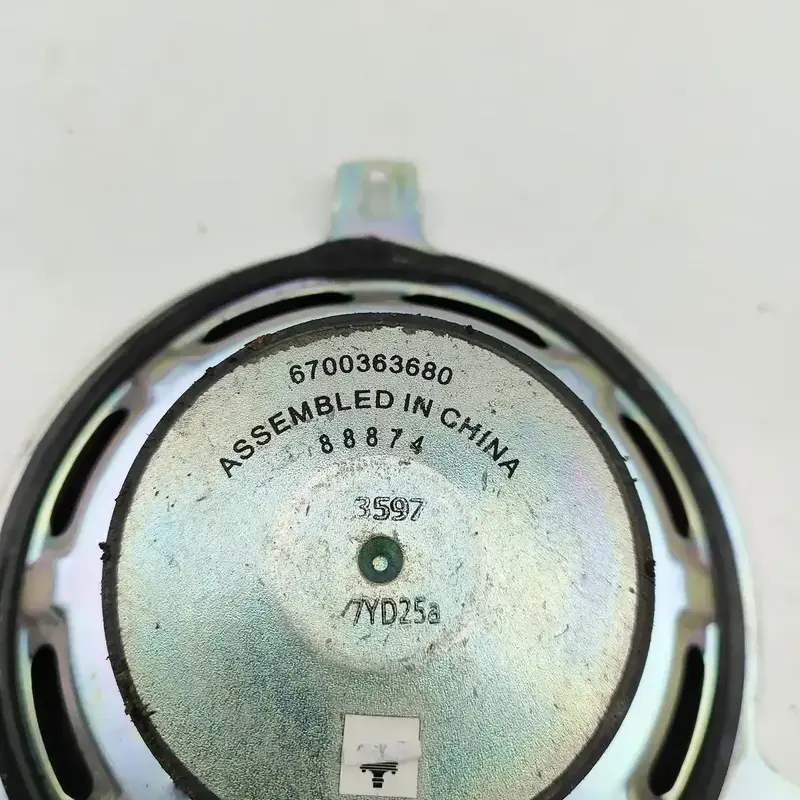 6700363680
ASSEMBLED IN CHINA
88874
3597
7YD25a